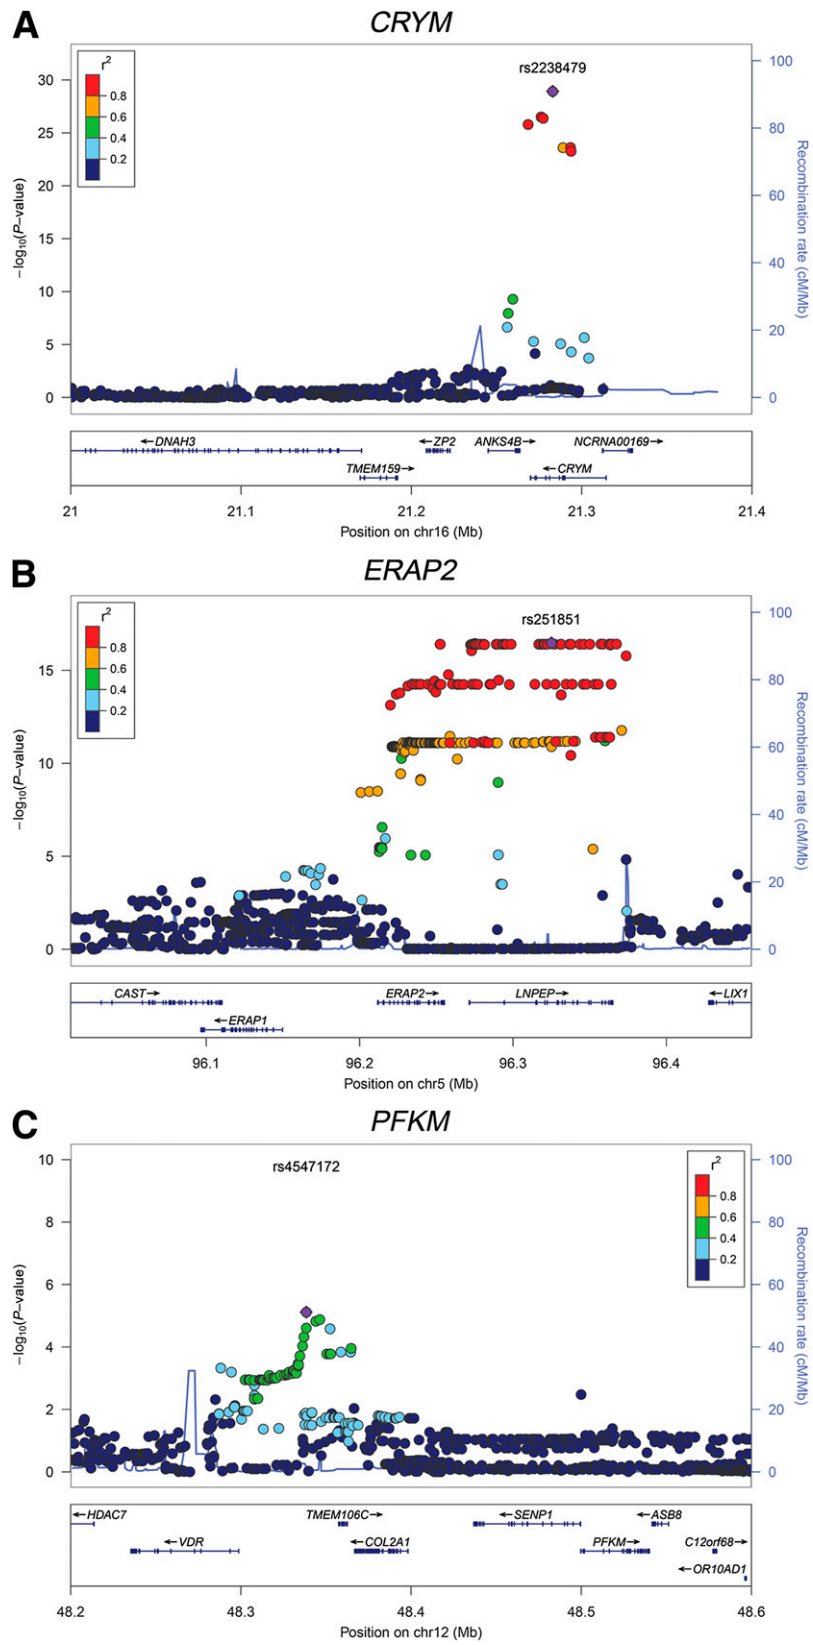 A
CRYM
rs2238479
r2
0.8
0.6
0.4
0.2
30
25
20
15
10
5
0
−log10(P−value)
100
80
60
40
20
0
Recombination rate (cM/Mb)
←DNAH3
←ZP2
ANKS4B→
NCRNA00169→
TMEM159→
←CRYM
21
21.1
21.2
21.3
21.4
Position on chr16 (Mb)
B
ERAP2
rs251851
r2
0.8
0.6
0.4
0.2
15
10
5
0
−log10(P−value)
100
80
60
40
20
0
Recombination rate (cM/Mb)
CAST→
ERAP2→
LNPEP→
←LIX1
←ERAP1
96.1
96.2
96.3
96.4
Position on chr5 (Mb)
C
PFKM
rs4547172
r2
0.8
0.6
0.4
0.2
10
8
6
4
2
0
−log10(P−value)
100
80
60
40
20
0
Recombination rate (cM/Mb)
←HDAC7
TMEM106C→
←SENP1
←ASB8
←VDR
←COL2A1
PFKM→
C12orf68→
←OR10AD1
48.2
48.3
48.4
48.5
48.6
Position on chr12 (Mb)